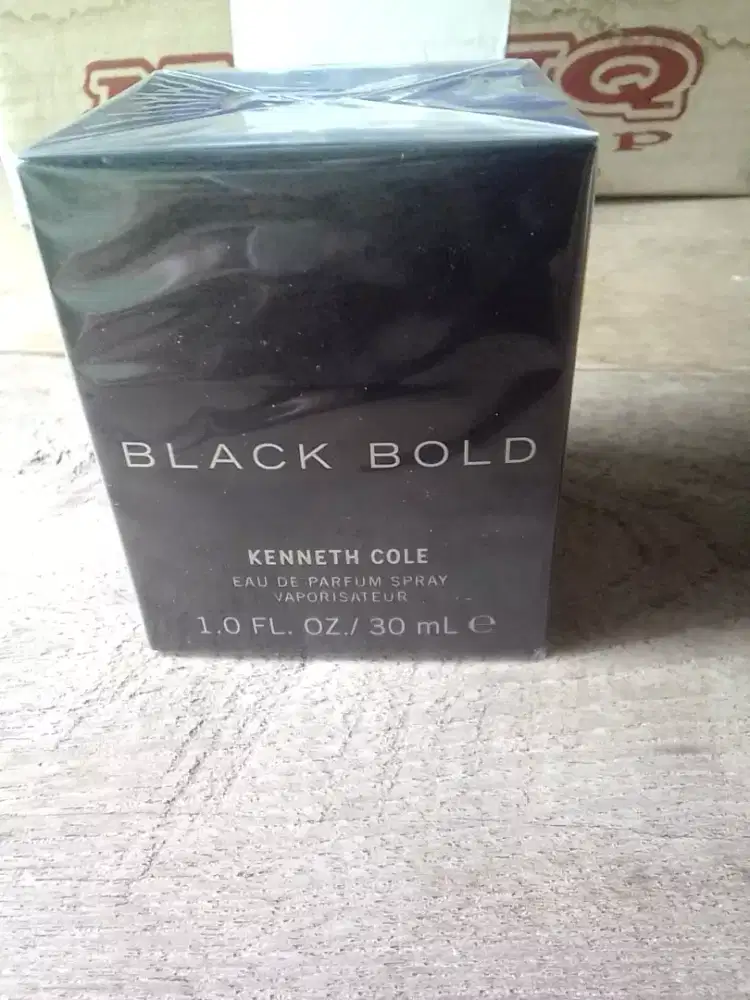 BLACK BOLD
KENNETH COLE
EAU DE PARFUM SPRAY
VAPORISATEUR
1.0 FL. OZ./ 30 mL ℮